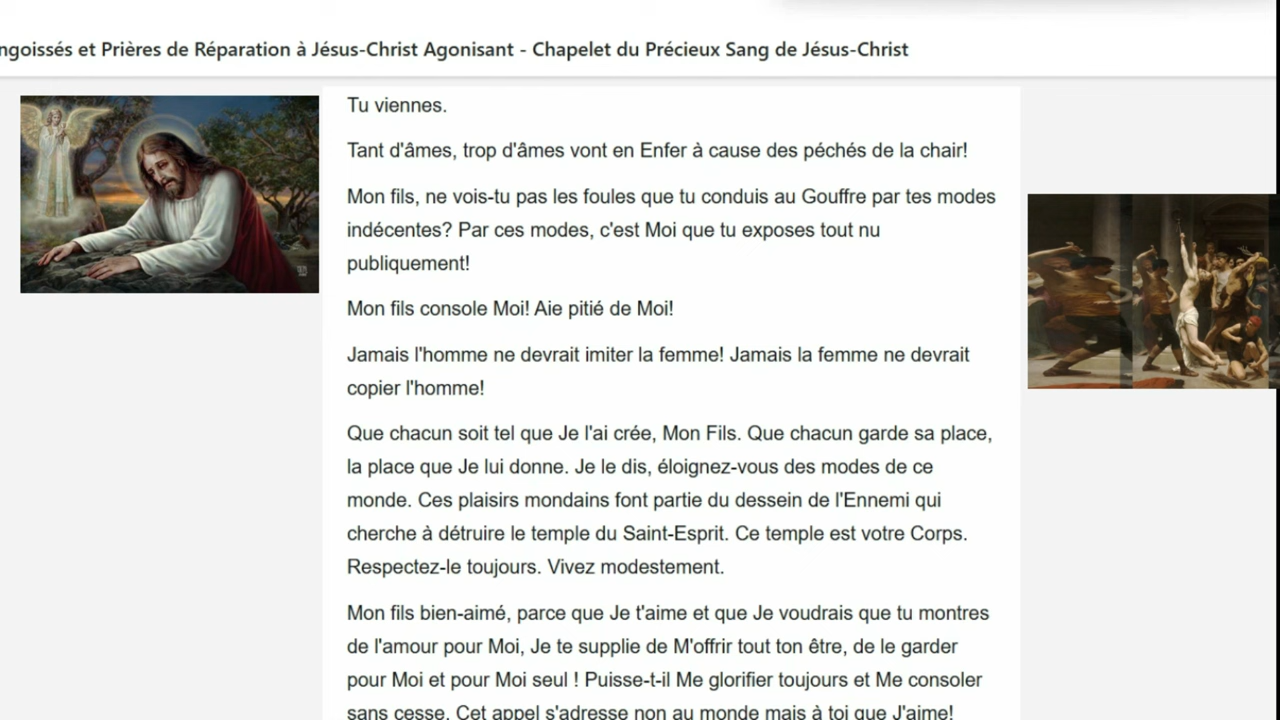 ngoissés et Prières de Réparation à Jésus-Christ Agonisant - Chapelet du Précieux Sang de Jésus-Christ
Tu viennes.
Tant d'âmes, trop d'âmes vont en Enfer à cause des péchés de la chair!
Mon fils, ne vois-tu pas les foules que tu conduis au Gouffre par tes modes
indécentes? Par ces modes, c'est Moi que tu exposes tout nu
publiquement!
Mon fils console Moi! Aie pitié de Moi!
Jamais l'homme ne devrait imiter la femme! Jamais la femme ne devrait
copier l'homme!
Que chacun soit tel que Je l'ai crée, Mon Fils. Que chacun garde sa place,
la place que Je lui donne. Je le dis, éloignez-vous des modes de ce
monde. Ces plaisirs mondains font partie du dessein de l'Ennemi qui
cherche à détruire le temple du Saint-Esprit. Ce temple est votre Corps.
Respectez-le toujours. Vivez modestement.
Mon fils bien-aimé, parce que Je t'aime et que Je voudrais que tu montres
de l'amour pour Moi, Je te supplie de M'offrir tout ton être, de le garder
pour Moi et pour Moi seul ! Puisse-t-il Me glorifier toujours et Me consoler
sans cesse. Cet appel s'adresse non au monde mais à toi que J'aime!